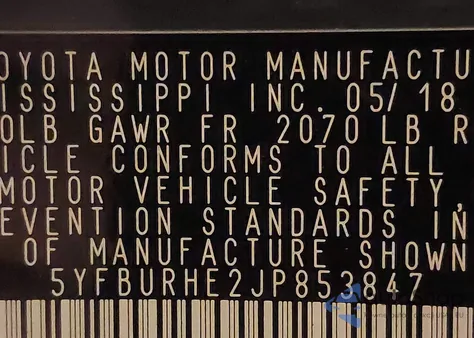 OYOTA MOTOR MANUFACTU
ISSISSIPPI INC. 05/18
0LB GAWR FR 2070 LB R
ICLE CONFORMS TO ALL
MOTOR VEHICLE SAFETY,
EVENTION STANDARDS IN
OF MANUFACTURE SHOWN
5YFBURHE2JP853847